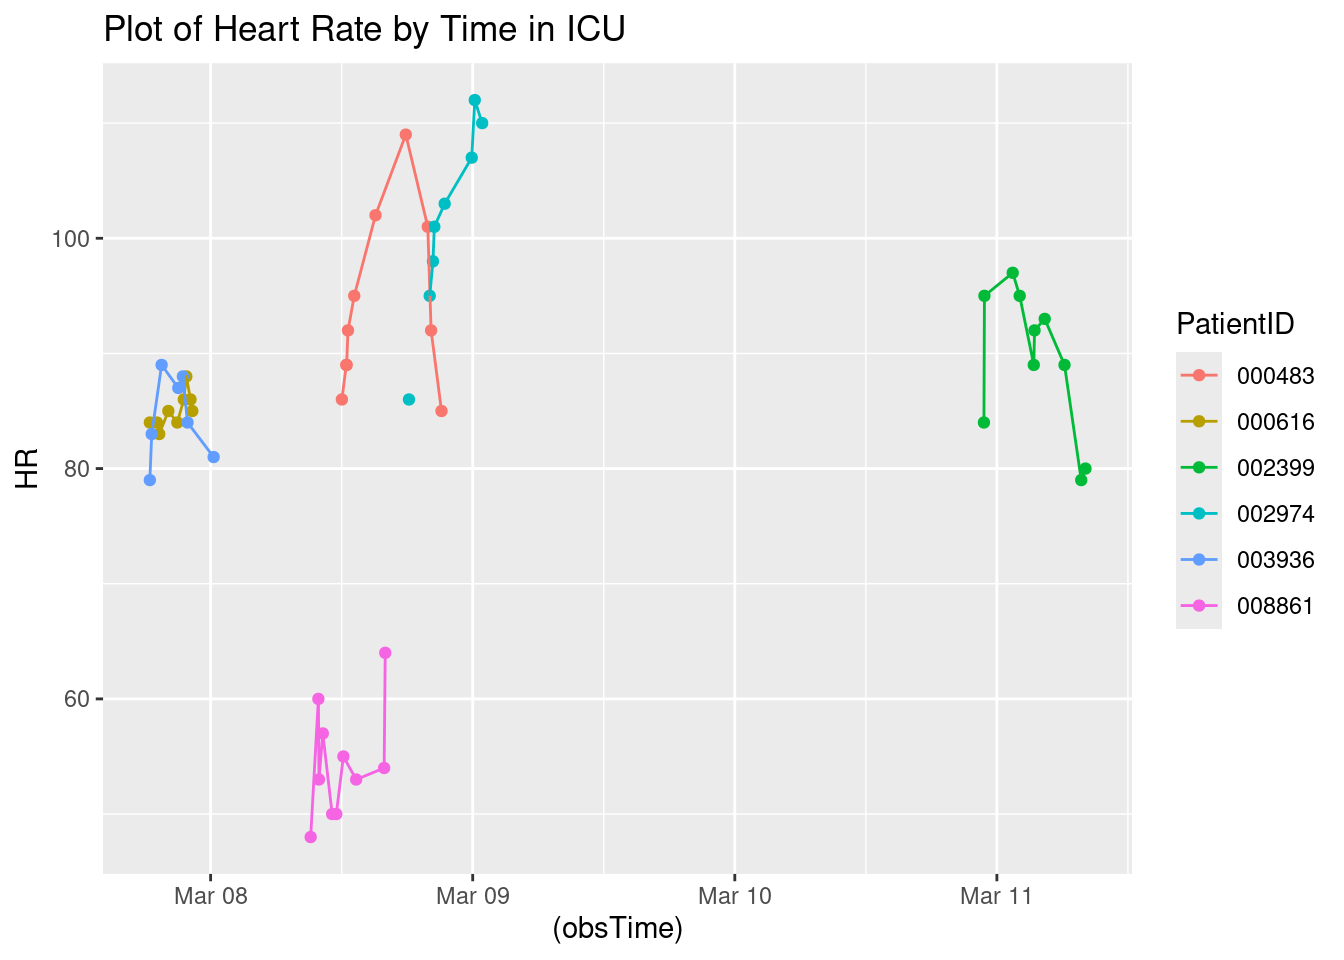 Plot of Heart Rate by Time in ICU
HR
100
80
60
Mar 08
Mar 09
Mar 10
Mar 11
(obsTime)
PatientID
000483
000616
002399
002974
003936
008861